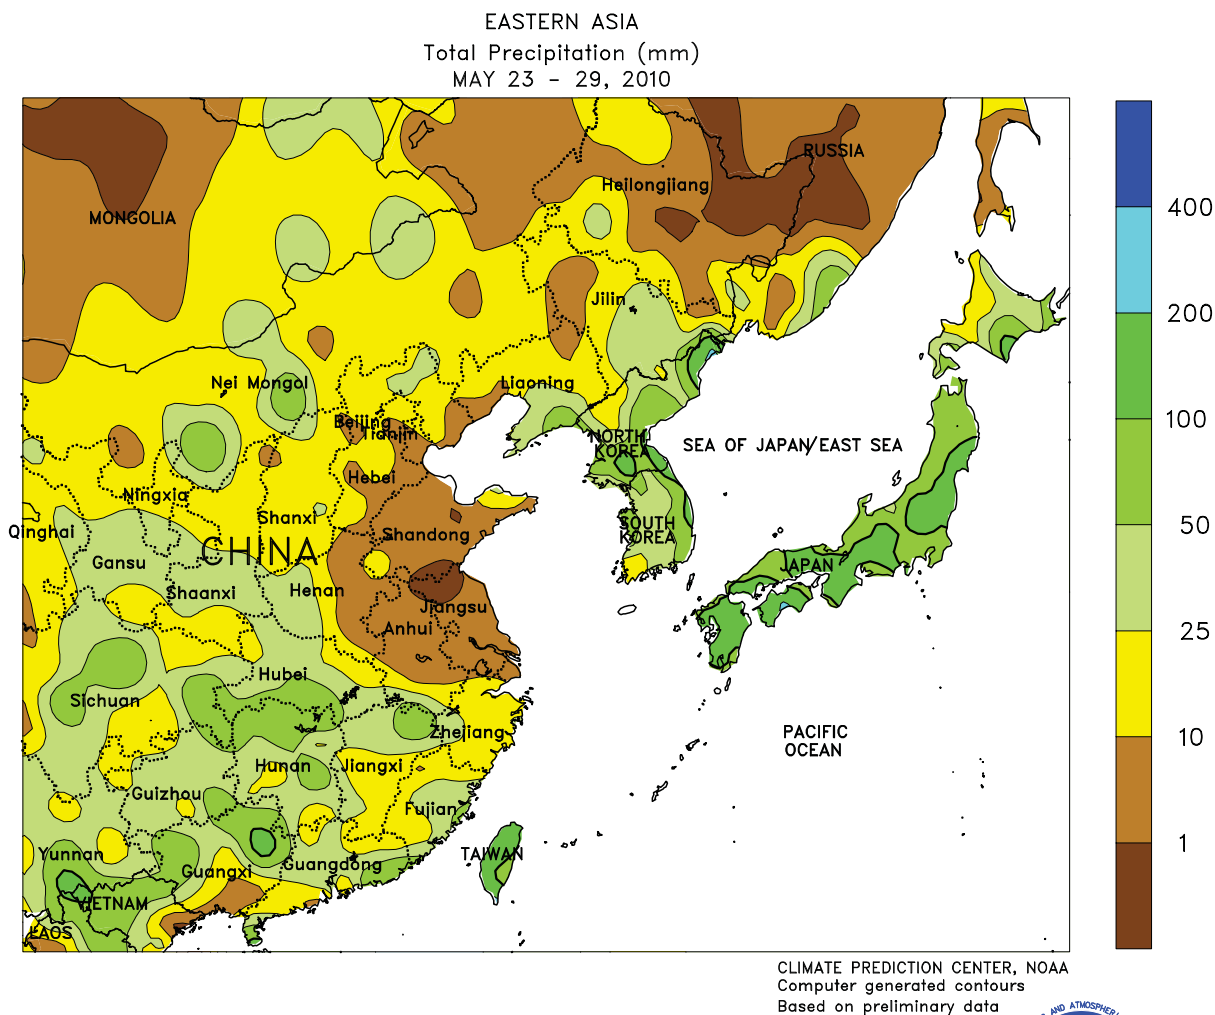 EASTERN ASIA
Total Precipitation (mm)
MAY 23 – 29, 2010
RUSSIA
Heilongjiang
MONGOLIA
400
Jilin
200
Nei Mongol
Liaoning
100
Beijing
Tianjin
NORTH
KOREA
SEA OF JAPAN/EAST SEA
Hebei
Ningxia
Shanxi
50
Qinghai
SOUTH
KOREA
Shandong
CHINA
Gansu
JAPAN
Shaanxi
Henan
Jiangsu
Anhui
25
Hubei
Sichuan
Zhejiang
PACIFIC
OCEAN
10
Hunan
Jiangxi
Guizhou
Fujian
1
Yunnan
TAIWAN
Guangxi
Guangdong
VIETNAM
LAOS
CLIMATE PREDICTION CENTER, NOAA
Computer generated contours
Based on preliminary data
AND ATMOSPHER